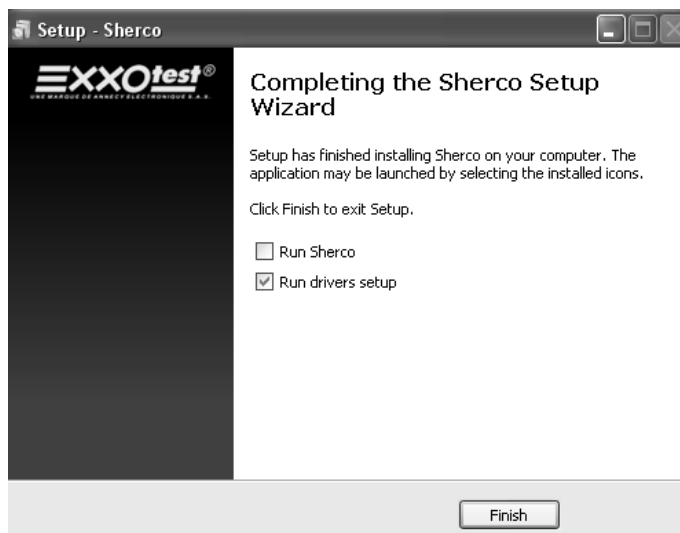 Setup - Sherco
EXXOtest®
UNE MARQUE DE ANNECY ELECTRONIQUE S.A.S.
Completing the Sherco Setup
Wizard
Setup has finished installing Sherco on your computer. The
application may be launched by selecting the installed icons.
Click Finish to exit Setup.
Run Sherco
Run drivers setup
Finish